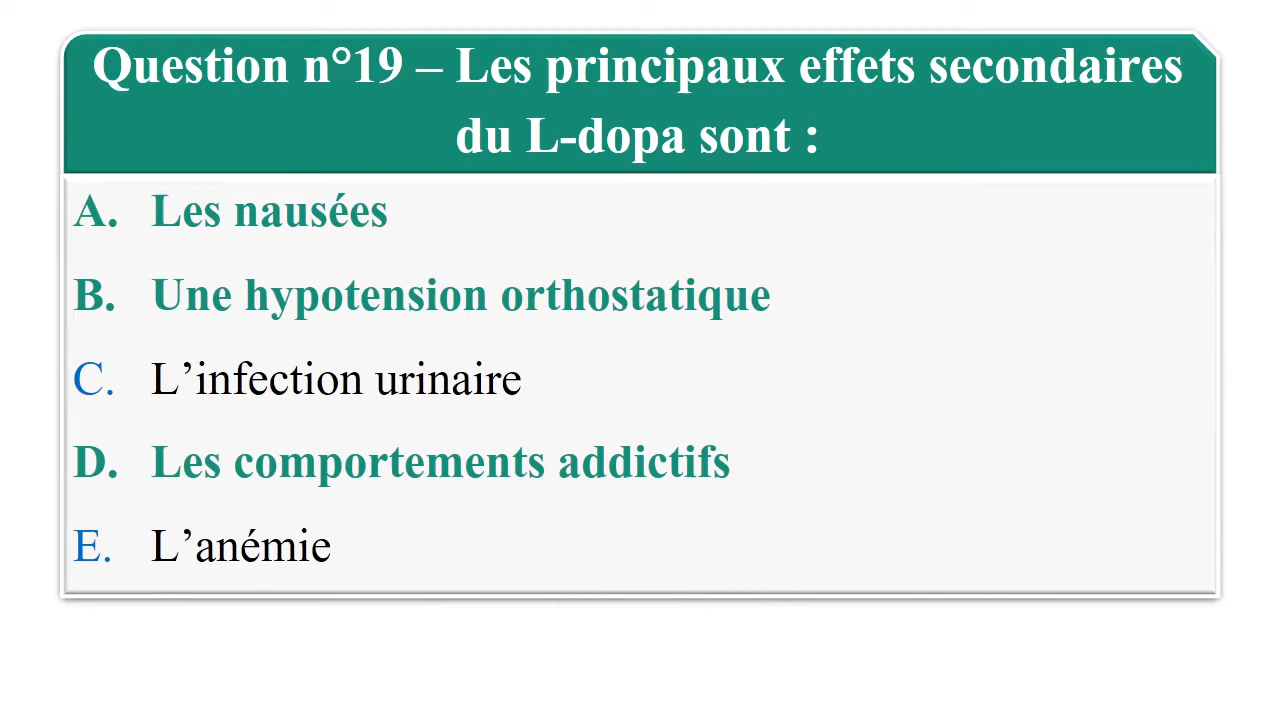 Question n°19 – Les principaux effets secondaires
du L-dopa sont :
A. Les nausées
B. Une hypotension orthostatique
C. L’infection urinaire
D. Les comportements addictifs
E. L’anémie